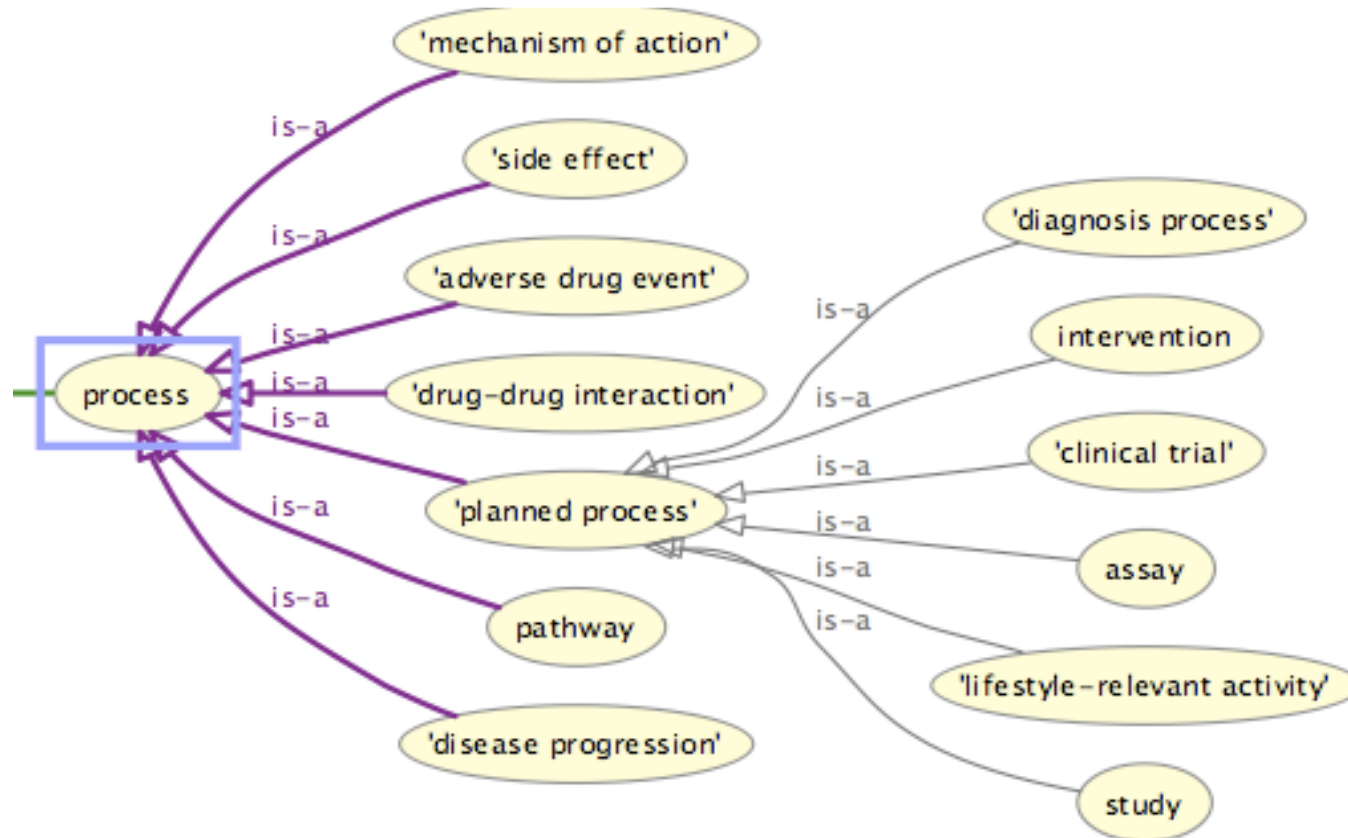 'mechanism of action'
is-a
'side effect'
is-a
'diagnosis process'
'adverse drug event'
is-a
is-a
intervention
process
is-a
'drug-drug interaction'
is-a
is-a
'clinical trial'
is-a
'planned process'
is-a
is-a
assay
is-a
is-a
pathway
is-a
'lifestyle-relevant activity'
'disease progression'
study